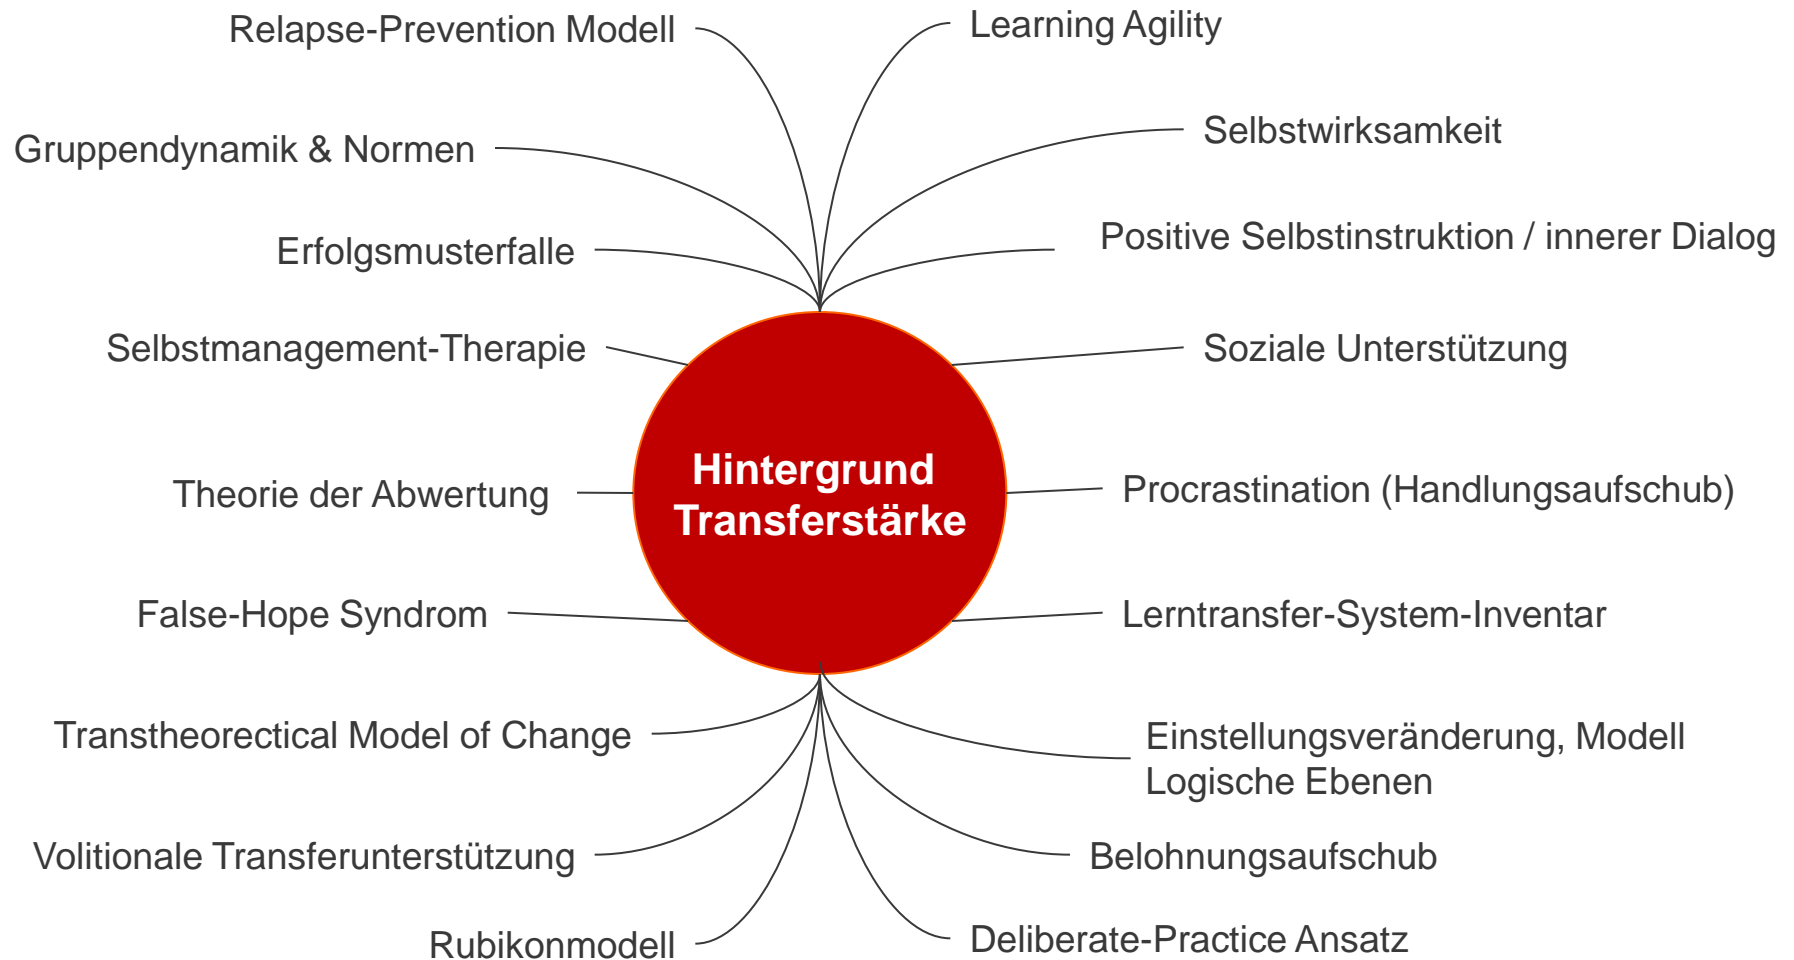 Relapse-Prevention Modell
Learning Agility
Gruppendynamik & Normen
Selbstwirksamkeit
Erfolgsmusterfalle
Positive Selbstinstruktion / innerer Dialog
Selbstmanagement-Therapie
Soziale Unterstützung
Hintergrund
Transferstärke
Theorie der Abwertung
Procrastination (Handlungsaufschub)
False-Hope Syndrom
Lerntransfer-System-Inventar
Transtheorectical Model of Change
Einstellungsveränderung, Modell
Logische Ebenen
Volitionale Transferunterstützung
Belohnungsaufschub
Rubikonmodell
Deliberate-Practice Ansatz